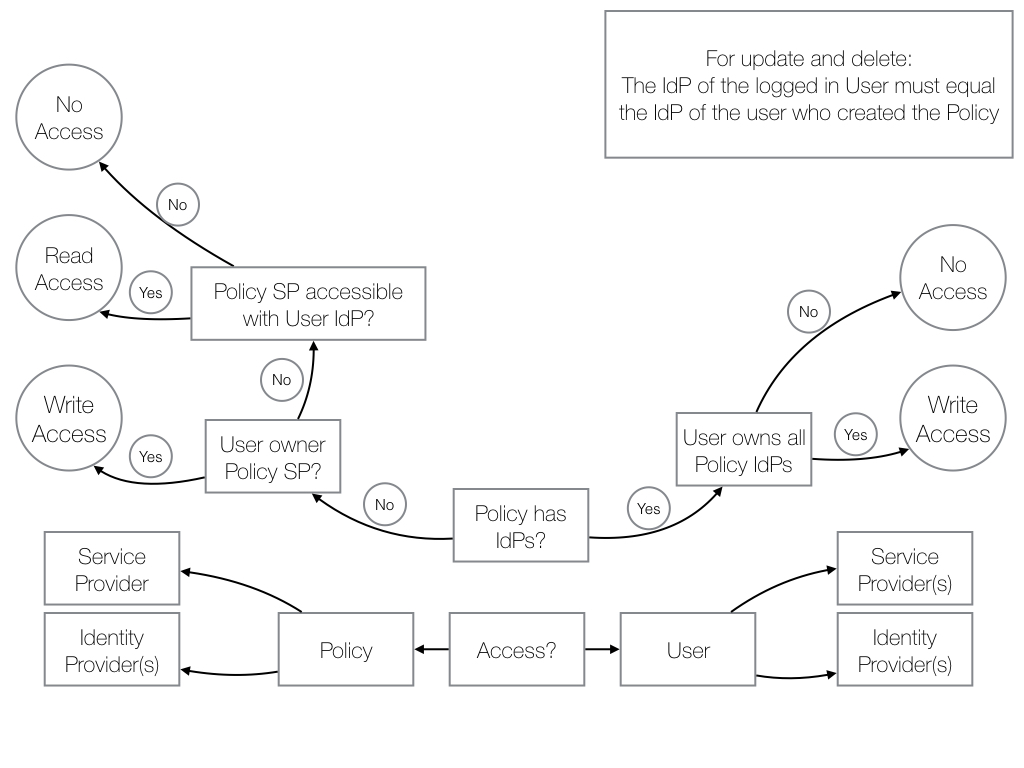 For update and delete:
The IdP of the logged in User must equal
the IdP of the user who created the Policy
No
Access
No
Read
Access
Yes
Policy SP accessible
with User IdP?
No
Access
No
No
Write
Access
Yes
User owner
Policy SP?
User owns all
Policy IdPs
Yes
Write
Access
No
Policy has
IdPs?
Yes
Service
Provider
Service
Provider(s)
Identity
Provider(s)
Policy
Access?
User
Identity
Provider(s)